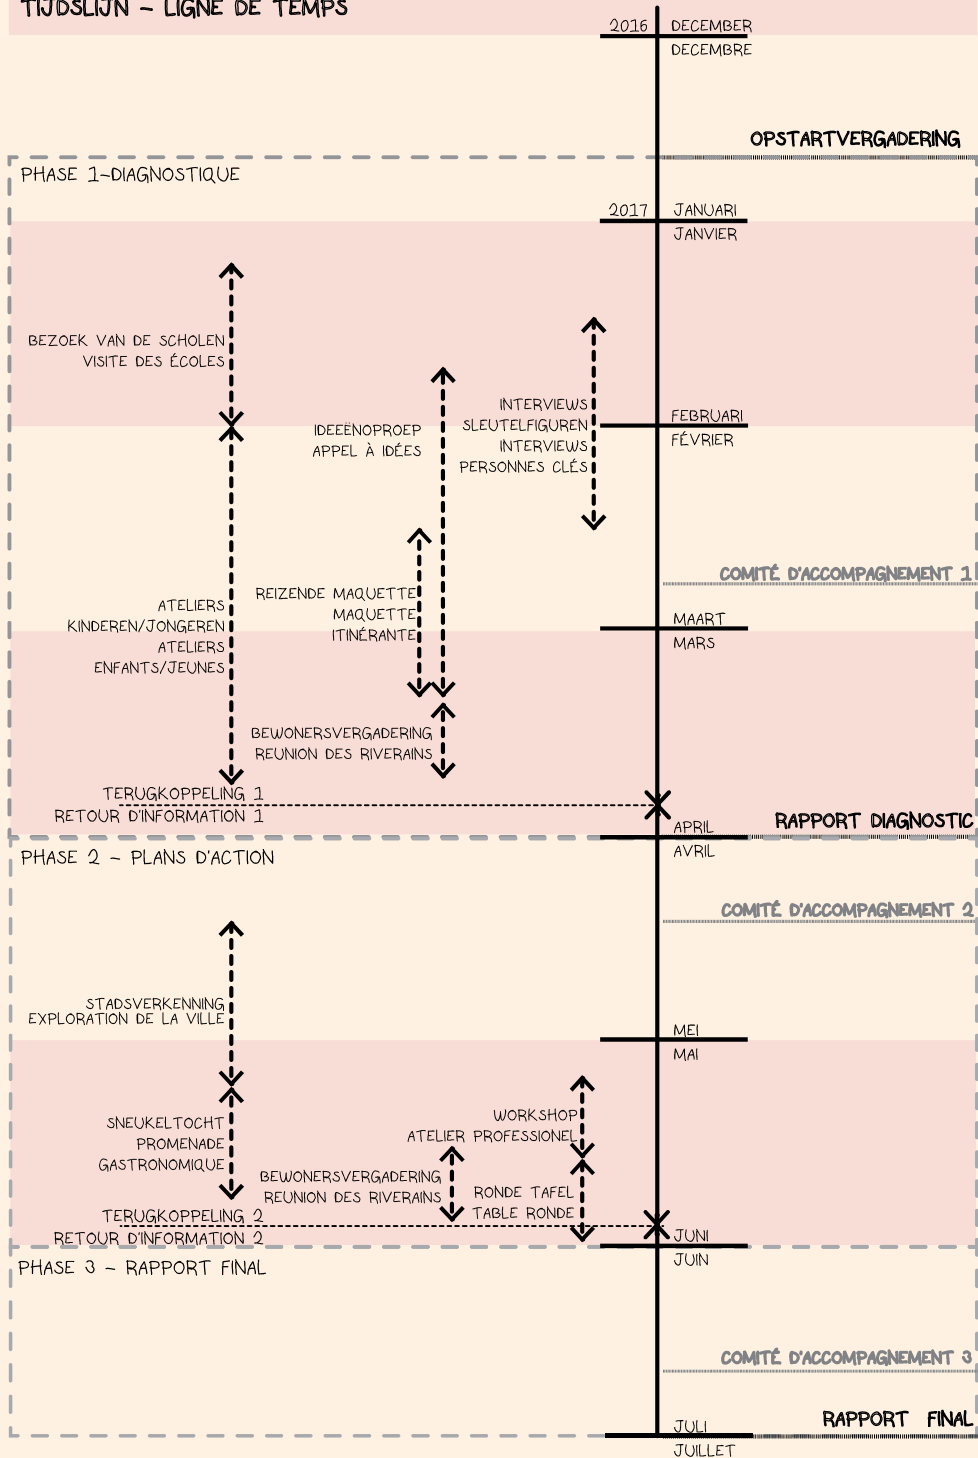 TIJDSLIJN - LIGNE DE TEMPS
2016 DECEMBER
DECEMBRE
OPSTARTVERGADERING
PHASE 1-DIAGNOSTIQUE
2017 JANUARI
JANVIER
BEZOEK VAN DE SCHOLEN
VISITE DES ÉCOLES
INTERVIEWS
SLEUTELFIGUREN
INTERVIEWS
PERSONNES CLÉS
IDEEËNOPROEP
APPEL À IDÉES
FEBRUARI
FÉVRIER
COMITÉ D'ACCOMPAGNEMENT 1
REIZENDE MAQUETTE
MAQUETTE
ITINÉRANTE
ATELIERS
KINDEREN/JONGEREN
ATELIERS
ENFANTS/JEUNES
MAART
MARS
BEWONERSVERGADERING
REUNION DES RIVERAINS
TERUGKOPPELING 1
RETOUR D'INFORMATION 1
RAPPORT DIAGNOSTIC
APRIL
AVRIL
PHASE 2 - PLANS D'ACTION
COMITÉ D'ACCOMPAGNEMENT 2
STADSVERKENNING
EXPLORATION DE LA VILLE
MEI
MAI
SNEUKELTOCHT
PROMENADE
GASTRONOMIQUE
WORKSHOP
ATELIER PROFESSIONEL
BEWONERSVERGADERING
REUNION DES RIVERAINS
RONDE TAFEL
TABLE RONDE
TERUGKOPPELING 2
RETOUR D'INFORMATION 2
JUNI
JUIN
PHASE 3 - RAPPORT FINAL
COMITÉ D'ACCOMPAGNEMENT 3
RAPPORT FINAL
JULI
JUILLET